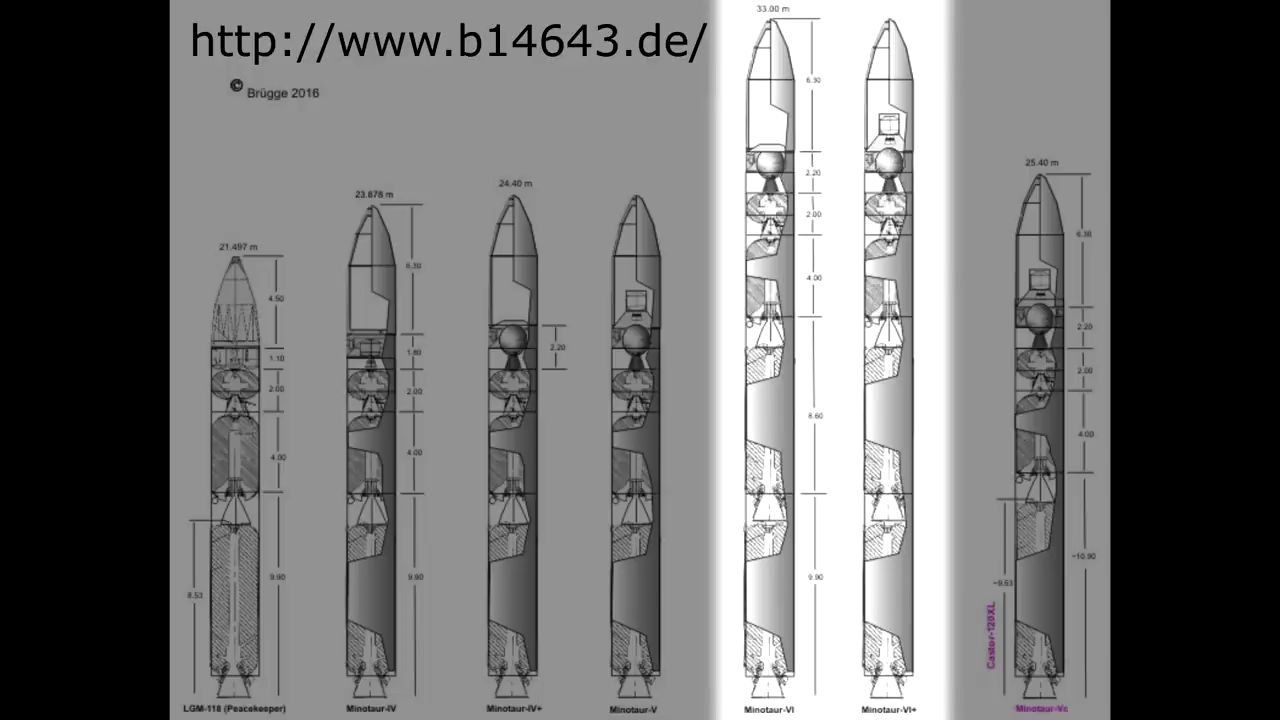 http://www.b14643.de/
© Brügge 2016
33.00 m
6.30
2.20
2.00
4.00
8.60
9.90
25.40 m
6.30
2.20
2.00
4.00
~10.90
~9.53
Castor-120XL
24.40 m
2.20
23.678 m
6.30
1.60
2.00
4.00
9.90
21.497 m
4.50
1.10
2.00
4.00
9.90
8.53
LGM-118 (Peacekeeper)
Minotaur-IV
Minotaur-IV+
Minotaur-V
Minotaur-VI
Minotaur-VI+
Minotaur-Vc